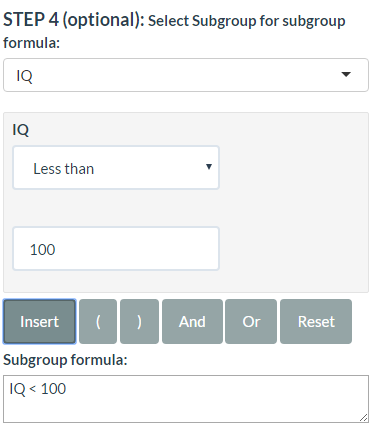 STEP 4 (optional): Select Subgroup for subgroup
formula:
IQ
IQ
Less than
100
Insert ( ) And Or Reset
Subgroup formula:
IQ < 100